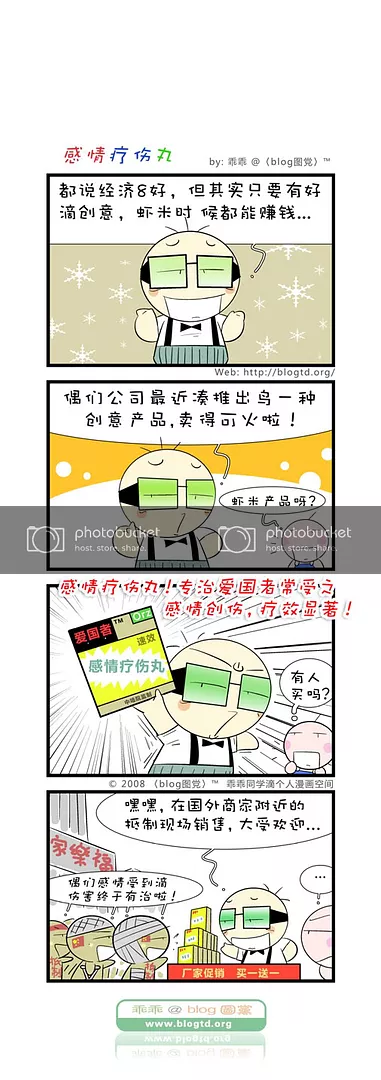 感情疗伤丸
by: 乖乖 @（blog图党）™
都说经济8好，但其实只要有好
滴创意，虾米时 候都能赚钱...
Web: http://blogtd.org/
偶们公司最近凑推出鸟一种
创意产品,卖得可火啦！
虾米产品呀?
photobucket
host. store. share.
photobucket
host. store. share.
感情疗伤丸!专治爱国者常受之
感情创伤,疗效显著!
爱国者™
Orz
速效
感情疗伤丸
有人
买吗?
© 2008 （blog图党）™ 乖乖同学滴个人漫画空间
嘿嘿，在国外商家附近的
抵制现场销售，大受欢迎...
家樂福
偶们感情受到滴
伤害终于有治啦！
...
抵制
厂家促销 买一送一
乖乖 @ blog 圖黨
www.blogtd.org